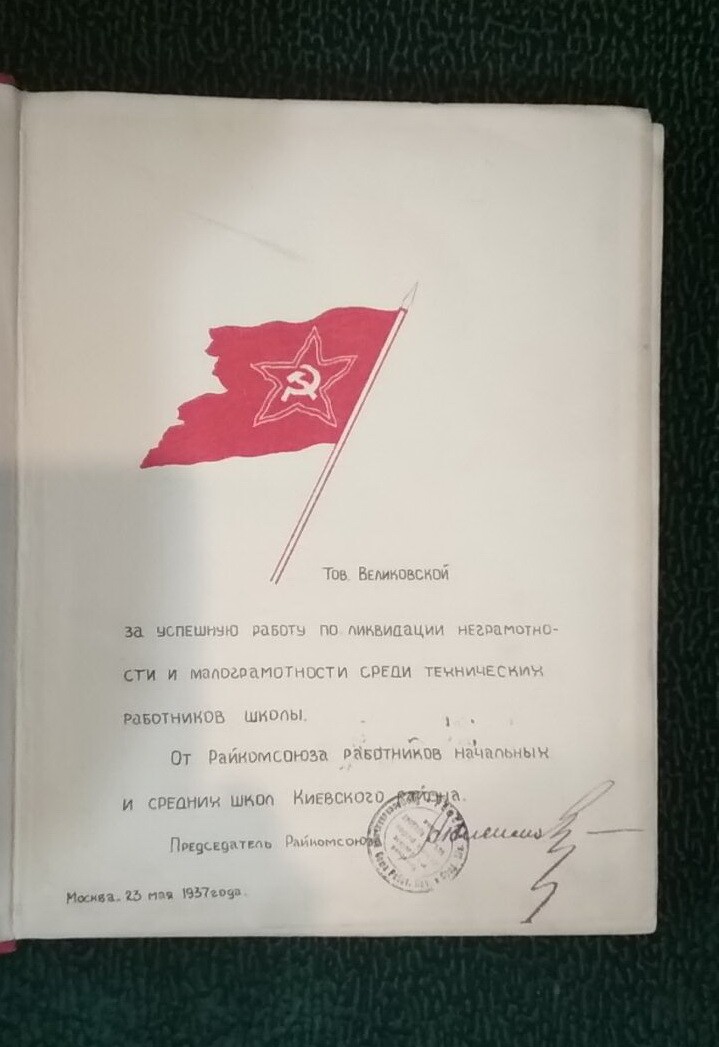 Тов. Великовской
за успешную работу по ликвидации неграмотно-
сти и малограмотности среди технических
работников школы.
От Райкомсоюза работников начальных
и средних школ Киевского района.
Председатель Райкомсоюза
Москва. 23 мая 1937 года.